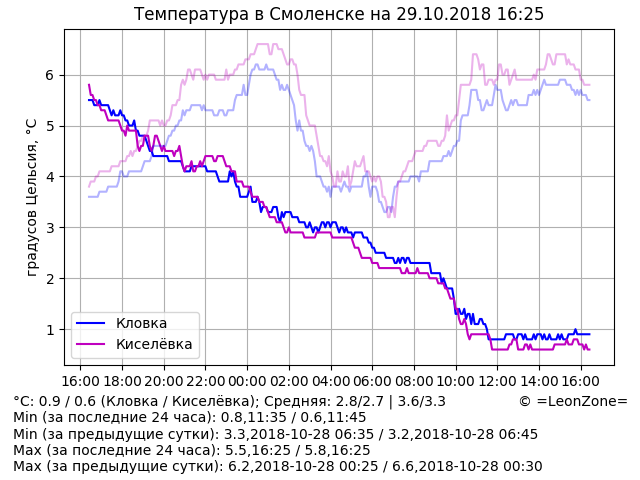 Температура в Смоленске на 29.10.2018 16:25
градусов Цельсия, °C
6
5
4
3
2
1
Кловка
Киселёвка
16:00 18:00 20:00 22:00 00:00 02:00 04:00 06:00 08:00 10:00 12:00 14:00 16:00
°C: 0.9 / 0.6 (Кловка / Киселёвка); Средняя: 2.8/2.7 | 3.6/3.3 © =LeonZone=
Min (за последние 24 часа): 0.8,11:35 / 0.6,11:45
Min (за предыдущие сутки): 3.3,2018-10-28 06:35 / 3.2,2018-10-28 06:45
Max (за последние 24 часа): 5.5,16:25 / 5.8,16:25
Max (за предыдущие сутки): 6.2,2018-10-28 00:25 / 6.6,2018-10-28 00:30